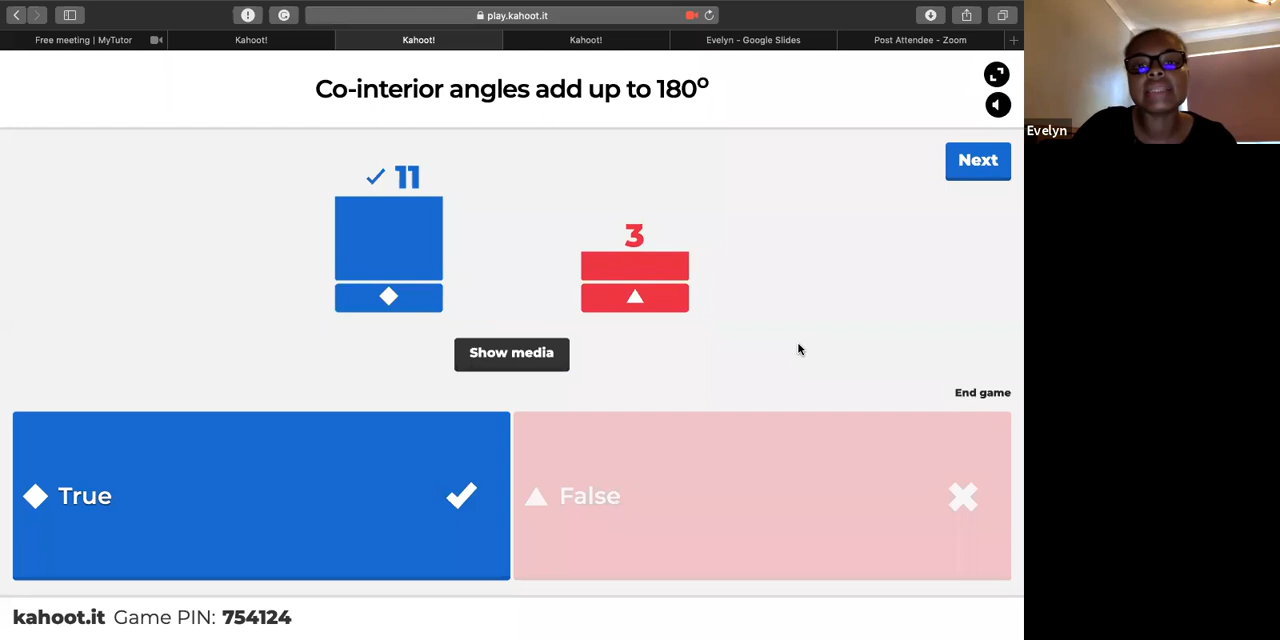 play.kahoot.it
Free meeting | MyTutor
Kahoot!
Kahoot!
Kahoot!
Evelyn - Google Slides
Post Attendee - Zoom
Co-interior angles add up to 180º
Evelyn
Next
11
3
Show media
End game
True
False
kahoot.it Game PIN: 754124